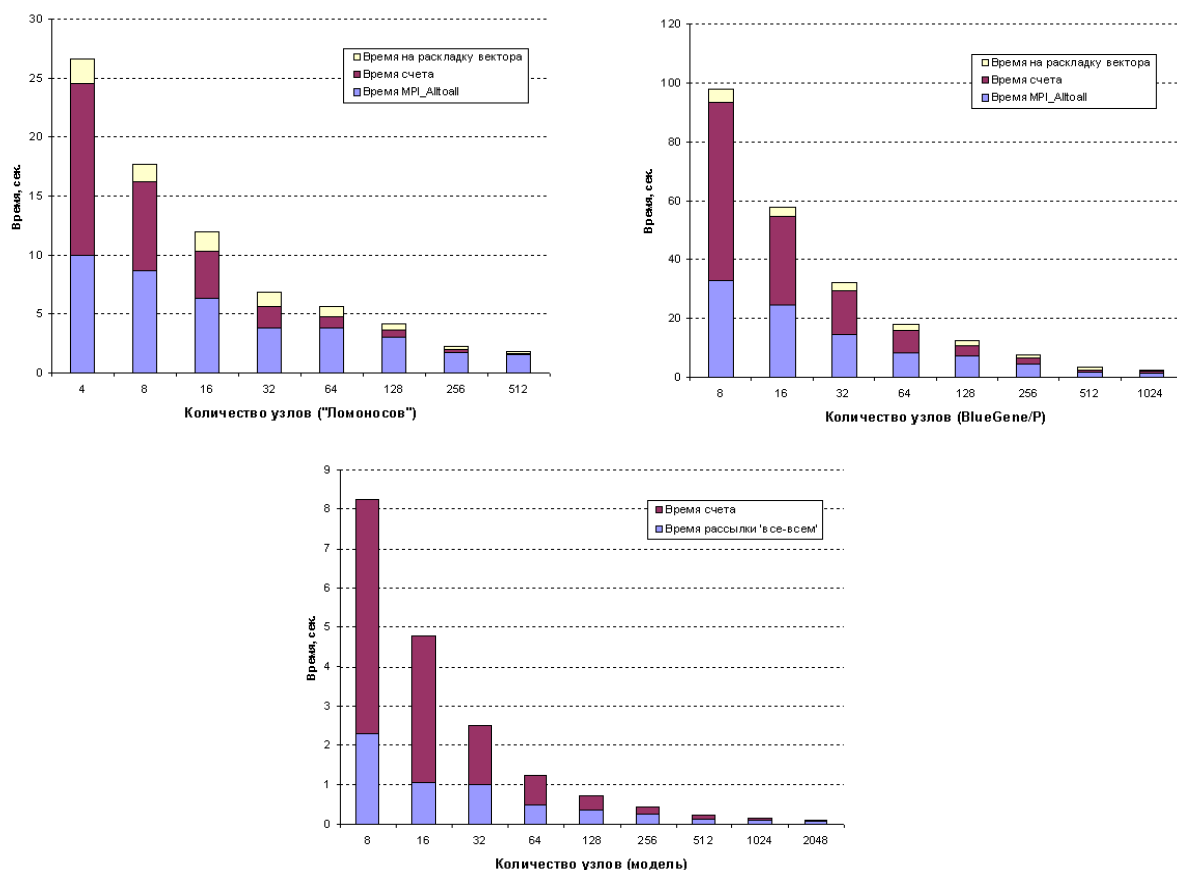 30
25
20
15
10
5
0
Время, сек.
Время на раскладку вектора
Время счета
Время MPI_Alltoall
4 8 16 32 64 128 256 512
Количество узлов ("Ломоносов")
120
100
80
60
40
20
0
Время, сек.
Время на раскладку вектора
Время счета
Время MPI_Alltoall
8 16 32 64 128 256 512 1024
Количество узлов (BlueGene/P)
9
8
7
6
5
4
3
2
1
0
Время, сек.
Время счета
Время рассылки 'все-всем'
8 16 32 64 128 256 512 1024 2048
Количество узлов (модель)